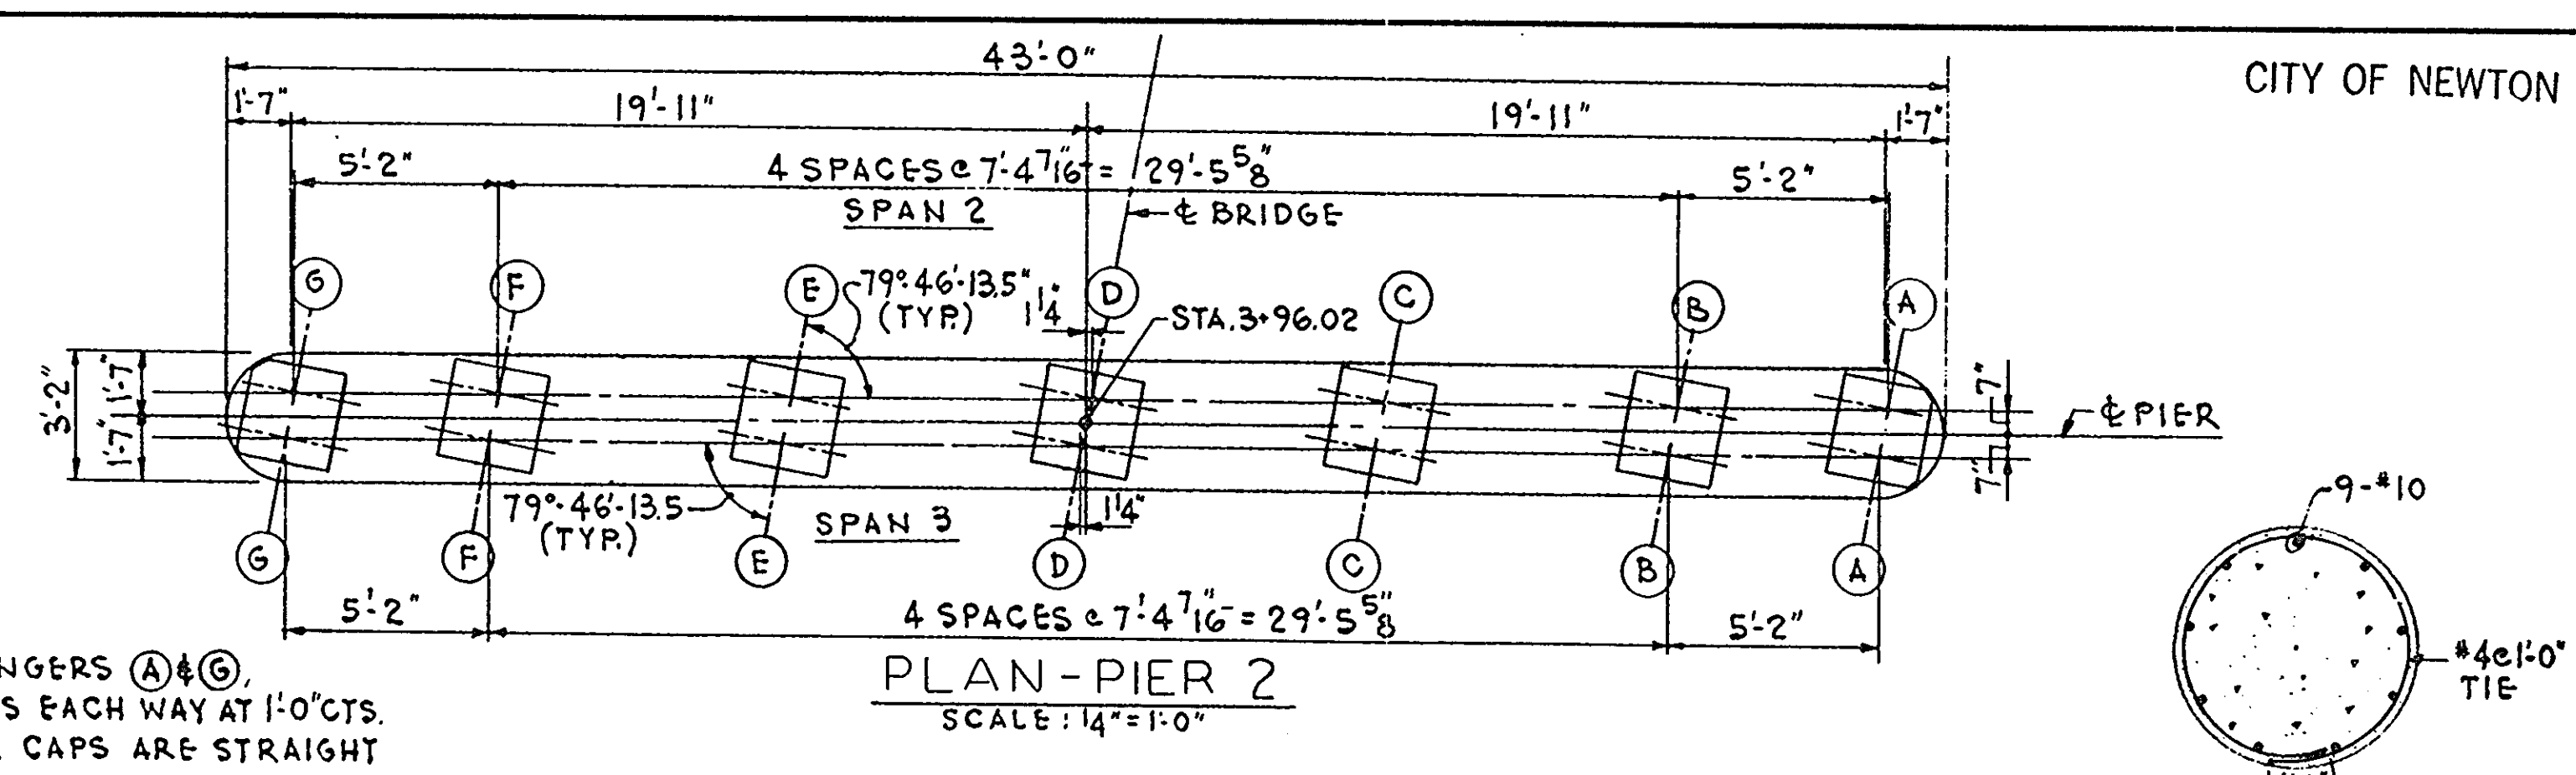 43'-0"
CITY OF NEWTON
1'-7" 19'-11" 19'-11" 1'-7"
5'-2" 4 SPACES @ 7'-4 7/16" = 29'-5 5/8" 5'-2"
SPAN 2
℄ BRIDGE
G F E 79°-46'-13.5" (TYP.) 1 1/4" D STA. 3+96.02 C B A
3'-2" 1'-7" 1'-7"
7" 7" ℄ PIER
79°-46'-13.5 (TYP.) SPAN 3 1 1/4"
G F E D C B A
5'-2" 4 SPACES @ 7'-4 7/16" = 29'-5 5/8" 5'-2"
9-#10
#4@1'-0"
TIE
PLAN-PIER 2
SCALE: 1/4"=1'-0"
NGERS A & G,
S EACH WAY AT 1'-0"CTS.
CAPS ARE STRAIGHT